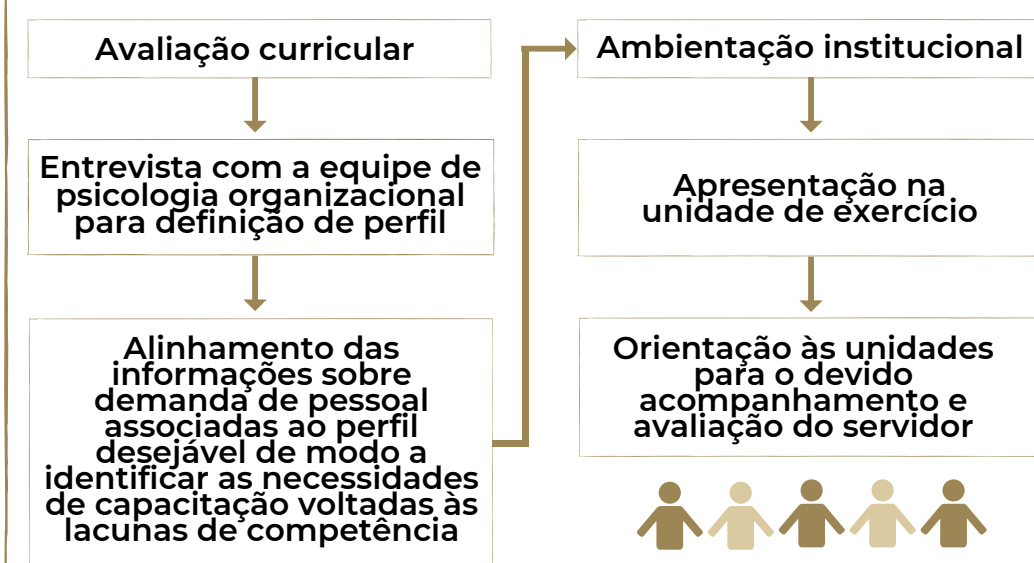 Avaliação curricular
Entrevista com a equipe de
psicologia organizacional
para definição de perfil
Alinhamento das
informações sobre
demanda de pessoal
associadas ao perfil
desejável de modo a
identificar as necessidades
de capacitação voltadas às
lacunas de competência
Ambientação institucional
Apresentação na
unidade de exercício
Orientação às unidades
para o devido
acompanhamento e
avaliação do servidor